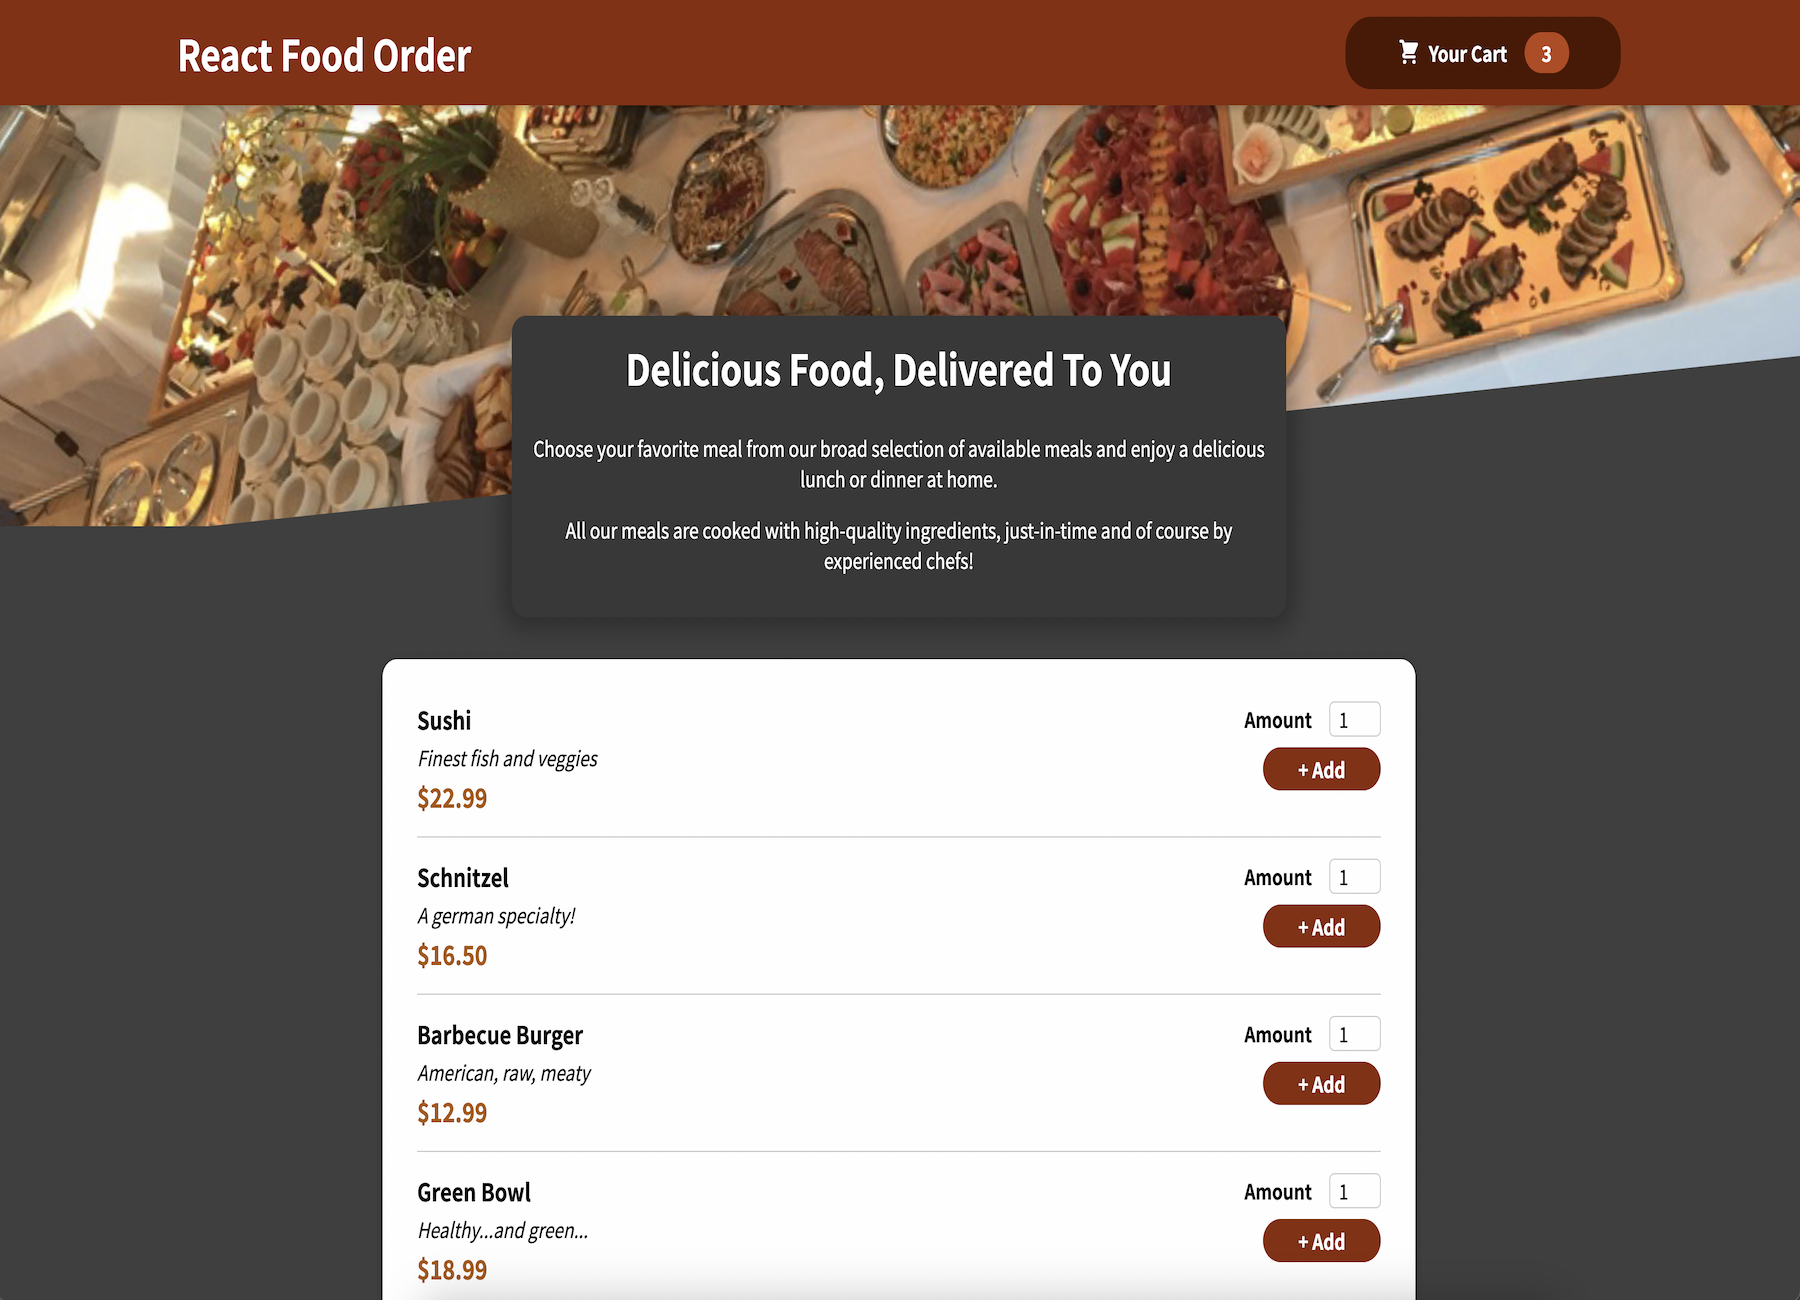 React Food Order
Your Cart 3
Delicious Food, Delivered To You
Choose your favorite meal from our broad selection of available meals and enjoy a delicious
lunch or dinner at home.
All our meals are cooked with high-quality ingredients, just-in-time and of course by
experienced chefs!
Sushi
Finest fish and veggies
$22.99
Amount 1
+ Add
Schnitzel
A german specialty!
$16.50
Amount 1
+ Add
Barbecue Burger
American, raw, meaty
$12.99
Amount 1
+ Add
Green Bowl
Healthy...and green...
$18.99
Amount 1
+ Add